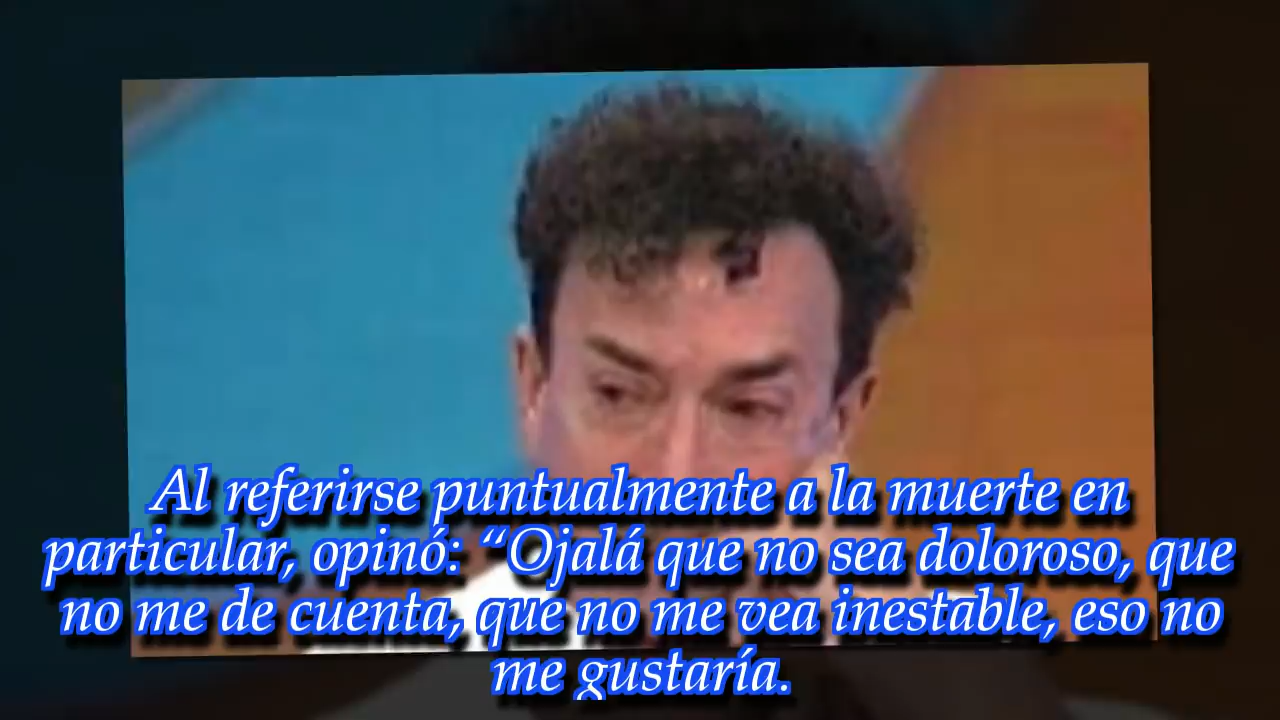 Al referirse puntualmente a la muerte en
particular, opinó: “Ojalá que no sea doloroso, que
no me de cuenta, que no me vea inestable, eso no
me gustaría.